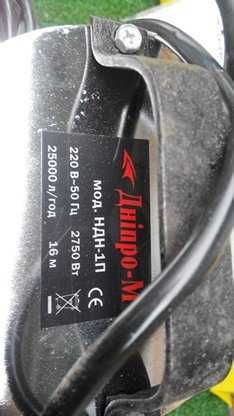 Дніпро-М
мод. НДН-1П
220 В~50 Гц 2750 Вт
25000 л/год 16 м